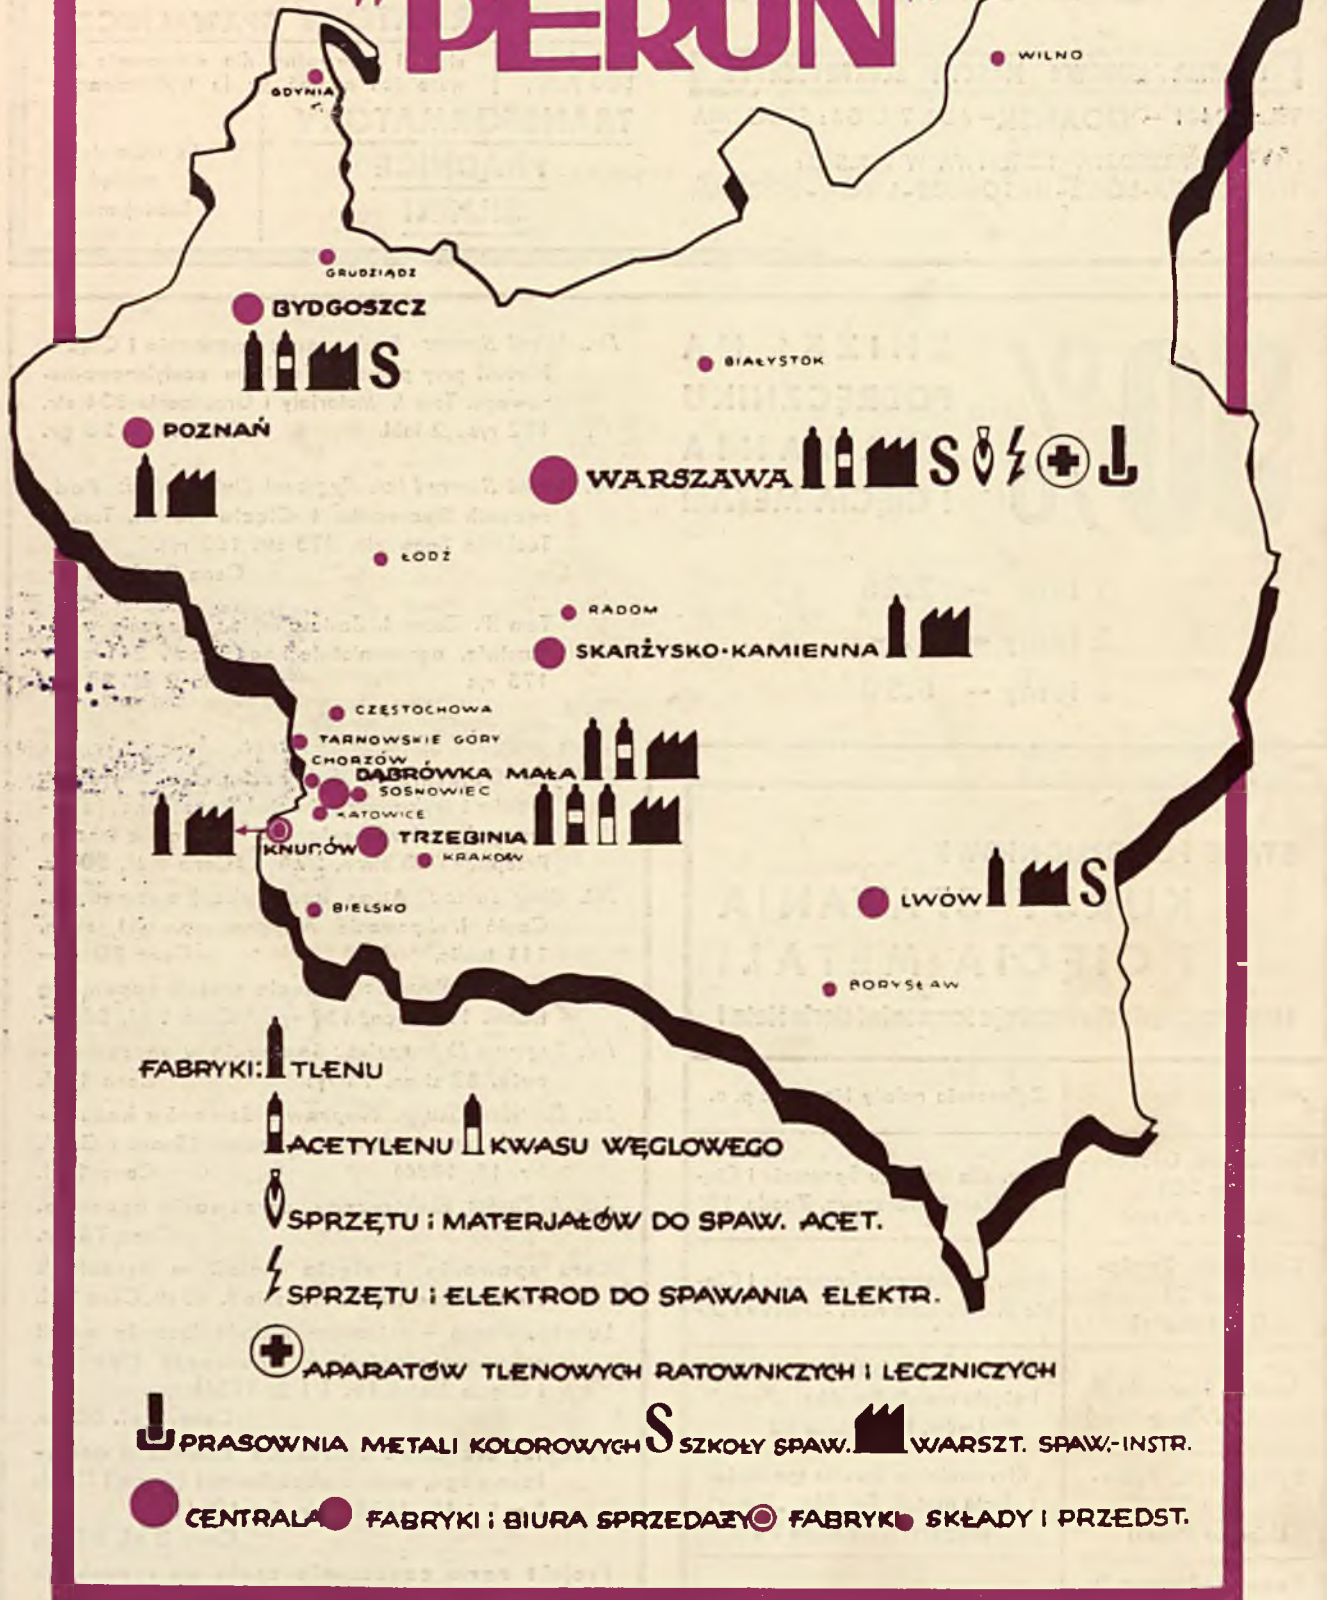 "PERUN"
WILNO
GDYNIA
GRUDZIĄDZ
BYDGOSZCZ
S
BIAŁYSTOK
POZNAŃ
WARSZAWA S
ŁÓDŹ
RADOM
SKARŻYSKO-KAMIENNA
CZĘSTOCHOWA
TARNOWSKIE GÓRY
CHORZÓW
DĄBRÓWKA MAŁA
SOSNOWIEC
KATOWICE
TRZEBINIA
KNURÓW
KRAKÓW
LWÓW S
BIELSKO
BORYSŁAW
FABRYKI: TLENU
ACETYLENU KWASU WĘGLOWEGO
SPRZĘTU i MATERJAŁÓW DO SPAW. ACET.
SPRZĘTU i ELEKTROD DO SPAWANIA ELEKTR.
APARATÓW TLENOWYCH RATOWNICZYCH i LECZNICZYCH
PRASOWNIA METALI KOLOROWYCH S SZKOŁY SPAW. WARSZT. SPAW.-INSTR.
CENTRALA FABRYKI i BIURA SPRZEDAŻY FABRYKI SKŁADY I PRZEDST.